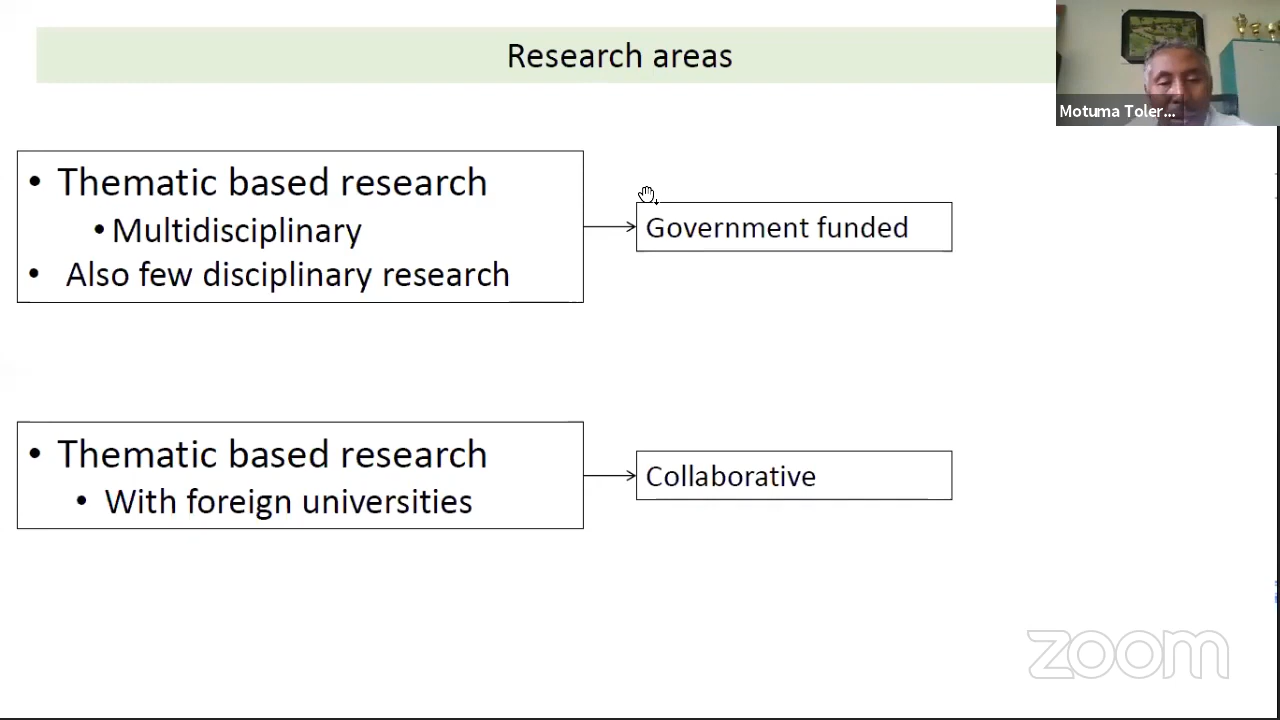 Research areas
Motuma Toler...
• Thematic based research
• Multidisciplinary
• Also few disciplinary research
Government funded
• Thematic based research
• With foreign universities
Collaborative
zoom